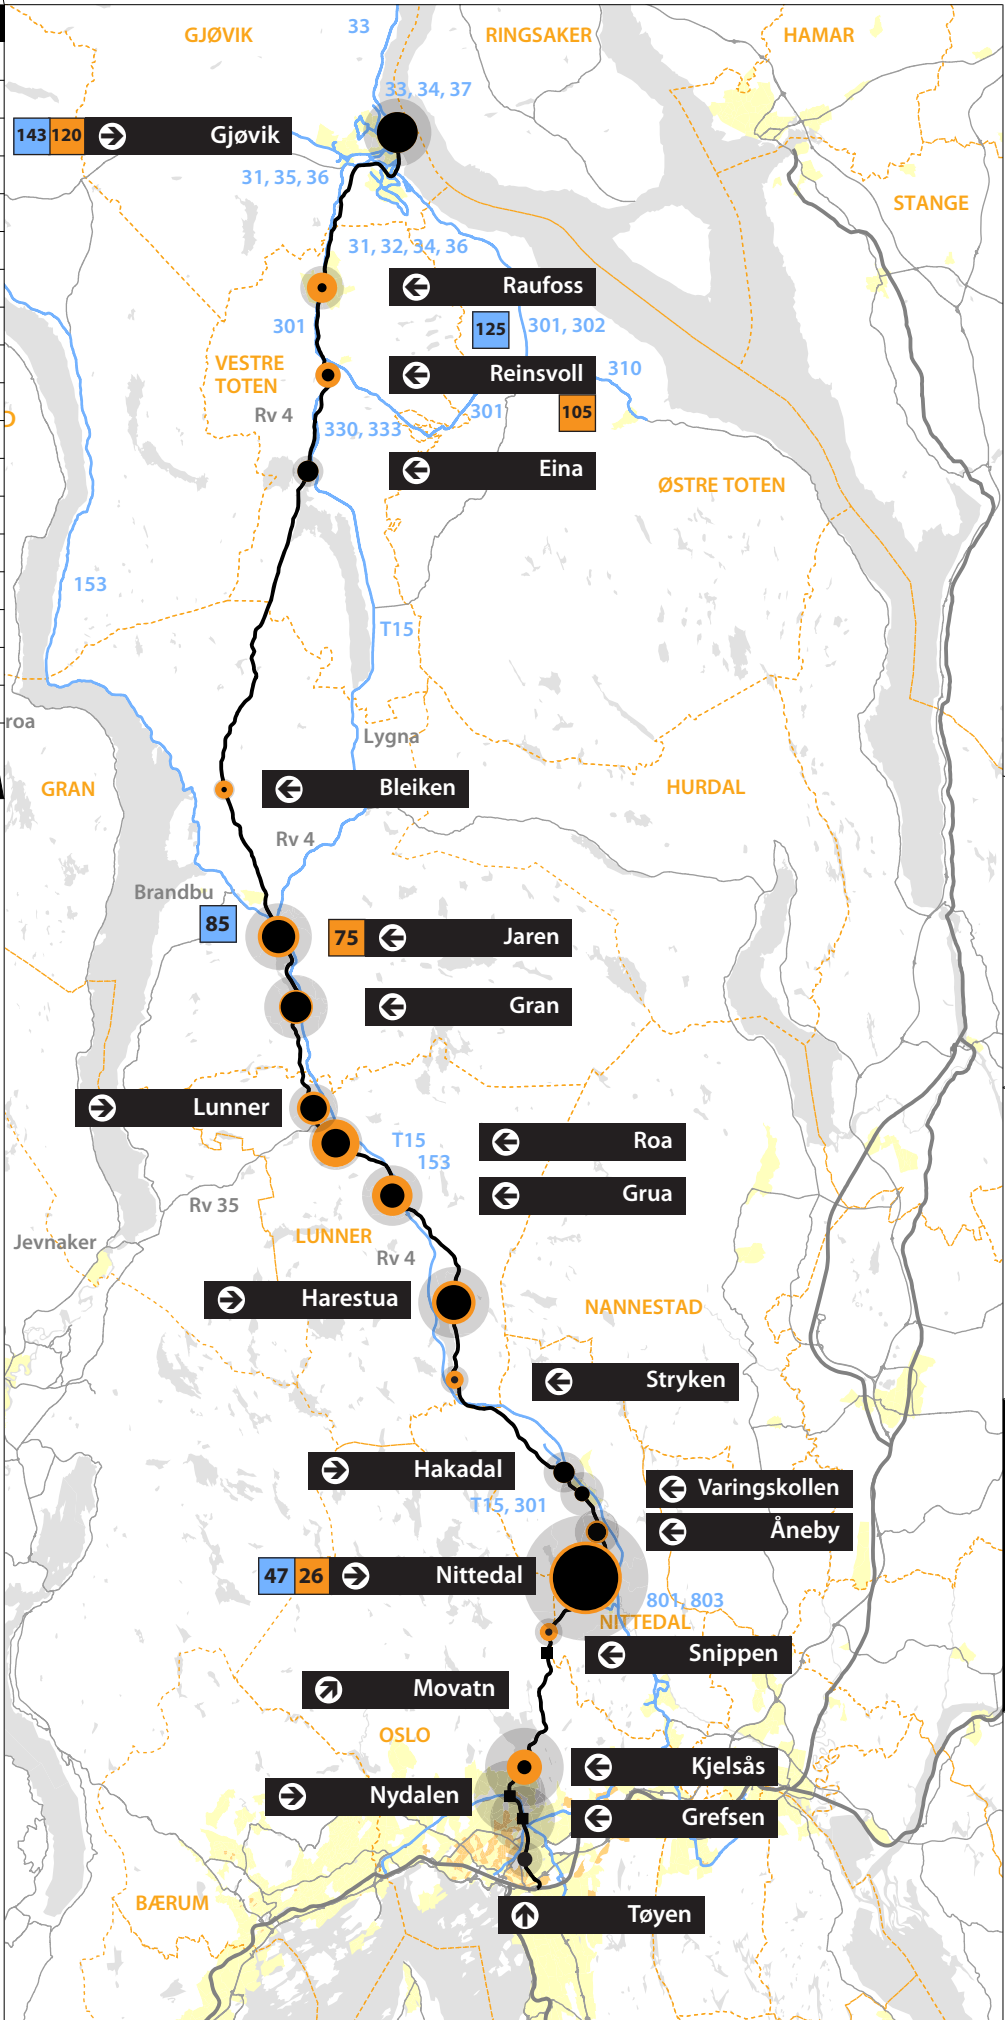 GJØVIK
33
RINGSAKER
HAMAR
33, 34, 37
143
120
Gjøvik
31, 35, 36
STANGE
31, 32, 34, 36
Raufoss
301
125
301, 302
VESTRE
TOTEN
Reinsvoll
310
Rv 4
301
105
330, 333
Eina
ØSTRE TOTEN
153
T15
roa
Lygna
GRAN
Bleiken
HURDAL
Rv 4
Brandbu
85
75
Jaren
Gran
Lunner
T15
153
Roa
Grua
Rv 35
LUNNER
Jevnaker
Rv 4
Harestua
NANNESTAD
Stryken
Hakadal
T15, 301
Varingskollen
Åneby
47
26
Nittedal
801, 803
NITTEDAL
Snippen
Movatn
OSLO
Kjelsås
Nydalen
Grefsen
BÆRUM
Tøyen